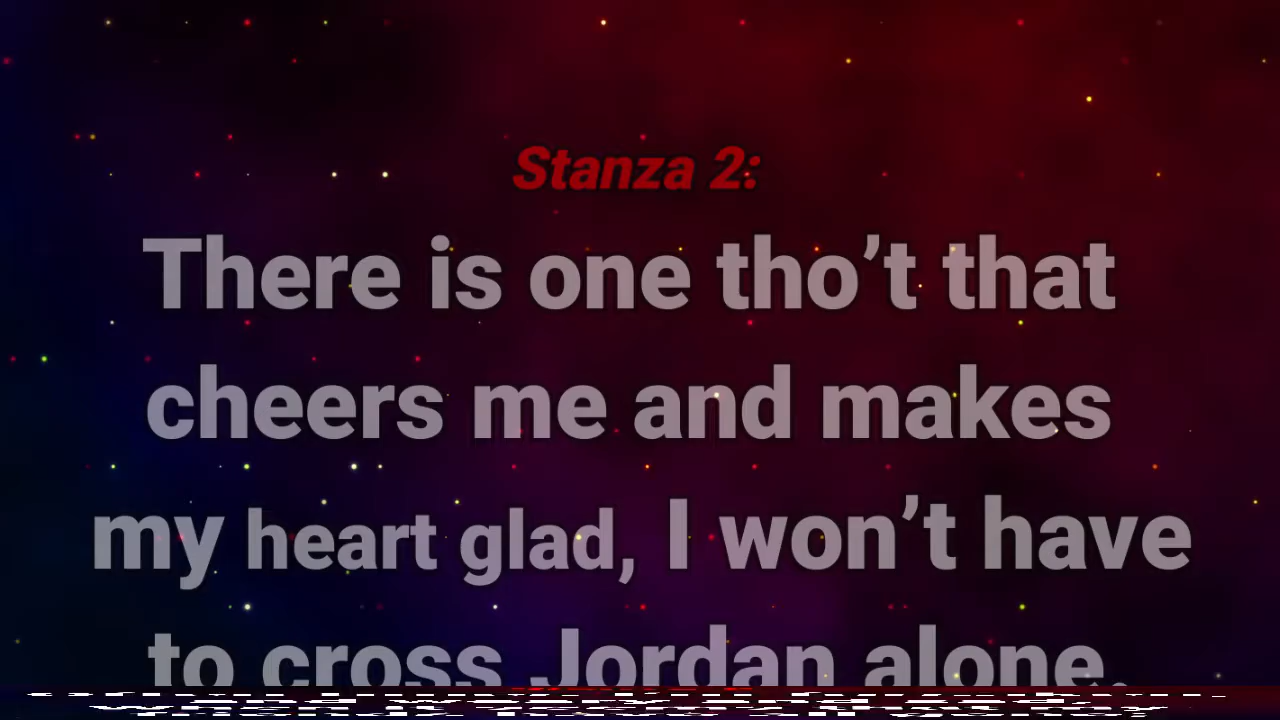 Stanza 2:
There is one tho’t that
cheers me and makes
my heart glad, I won’t have
to cross Jordan alone.